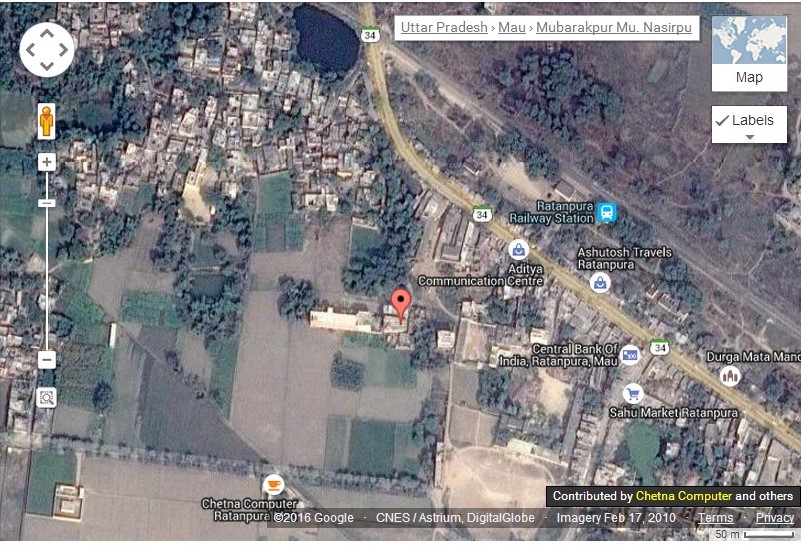 34
Uttar Pradesh › Mau › Mubarakpur Mu. Nasirpu
Map
Labels
34
Ratanpura
Railway Station
Aditya
Communication Centre
Ashutosh Travels
Ratanpura
Central Bank Of
India, Ratanpura, Mau
34
Durga Mata Mand
Sahu Market Ratanpura
Chetna Computer
Ratanpura
Contributed by Chetna Computer and others
©2016 Google - CNES / Astrium, DigitalGlobe - Imagery Feb 17, 2010 - Terms - Privacy
50 m